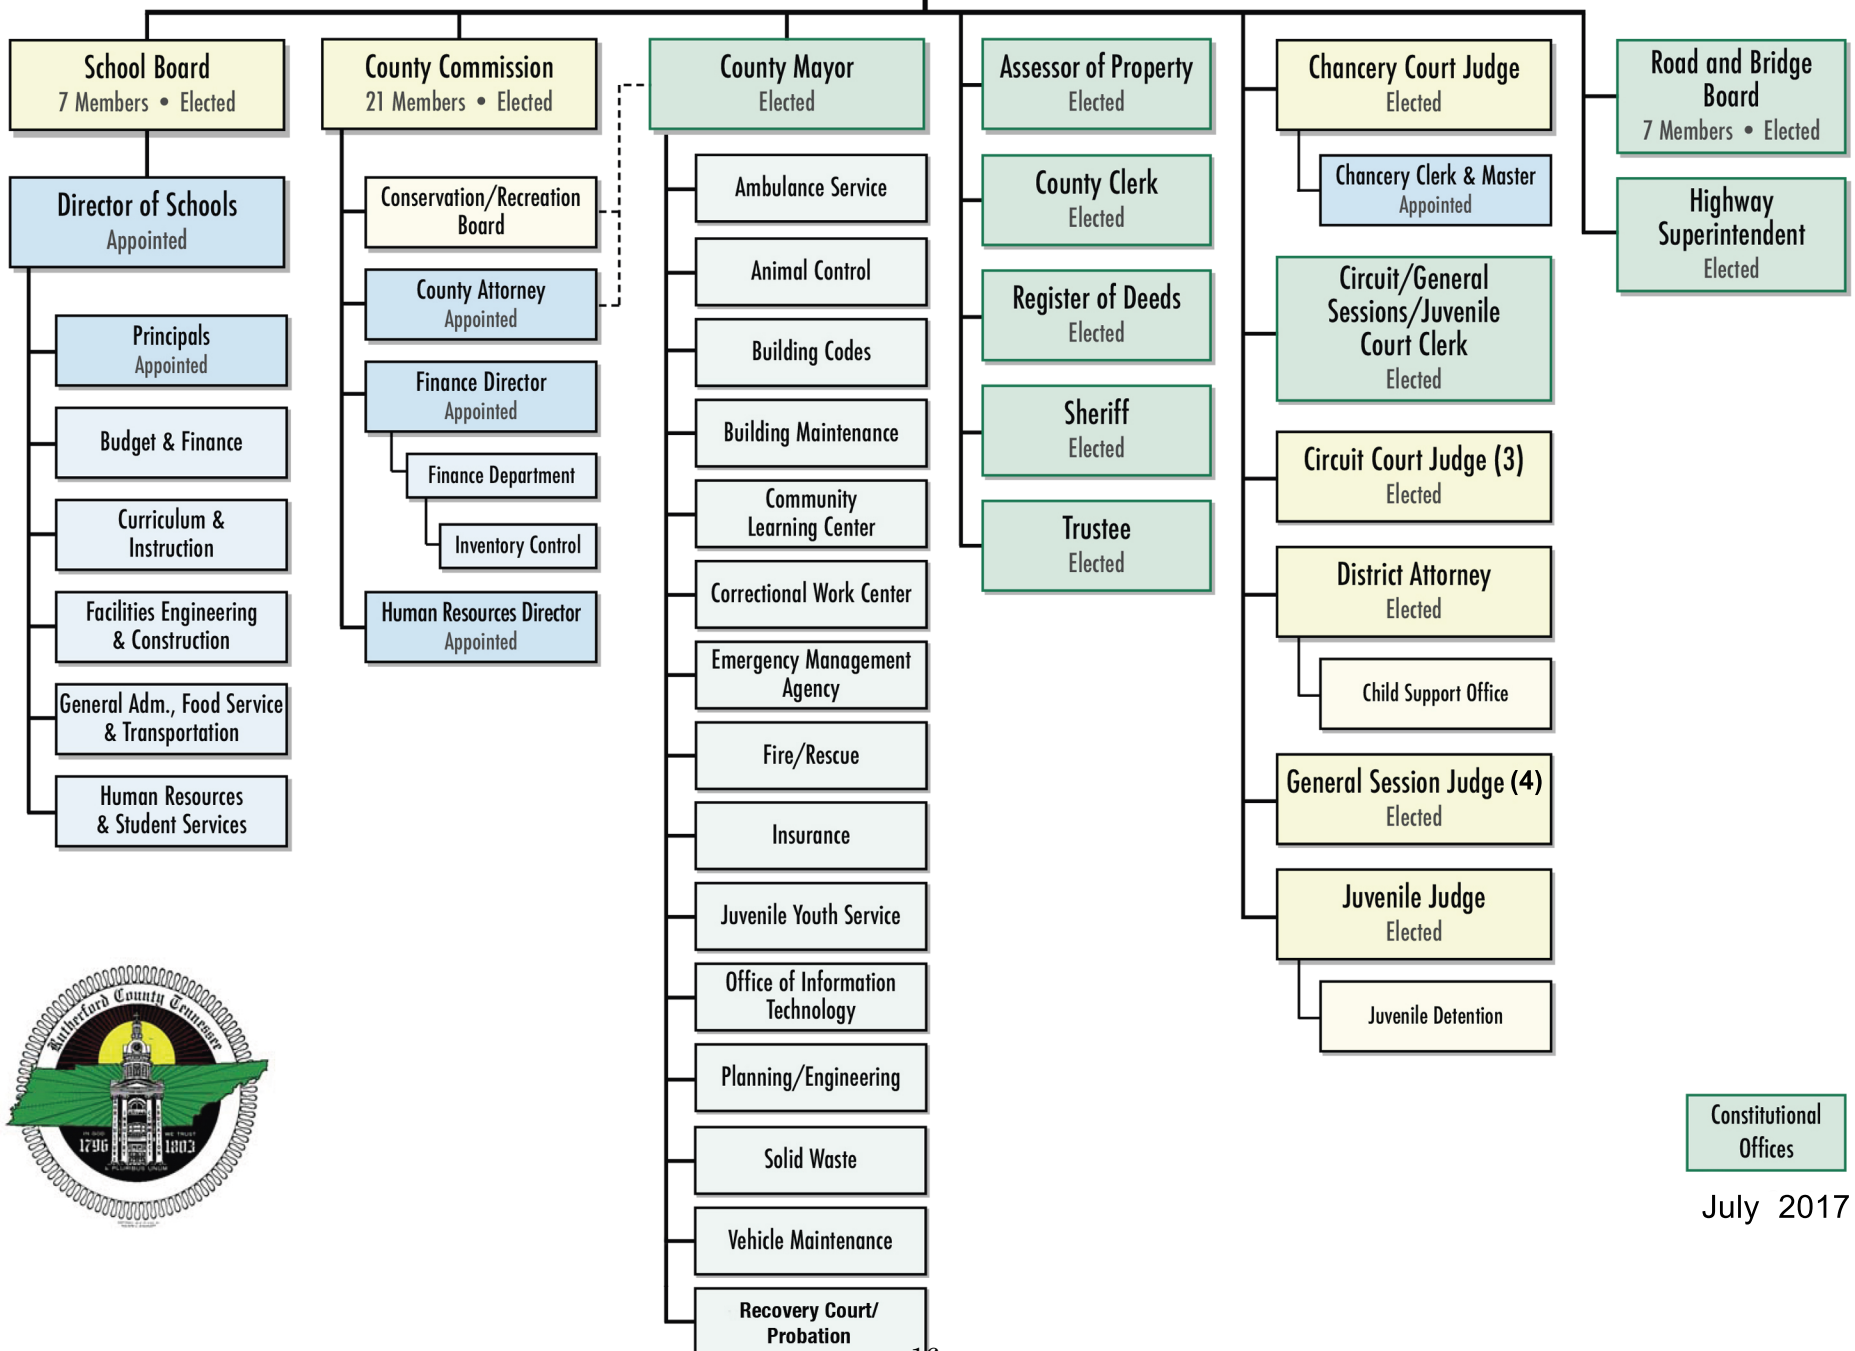 School Board
7 Members • Elected
Director of Schools
Appointed
Principals
Appointed
Budget & Finance
Curriculum &
Instruction
Facilities Engineering
& Construction
General Adm., Food Service
& Transportation
Human Resources
& Student Services
County Commission
21 Members • Elected
Conservation/Recreation
Board
County Attorney
Appointed
Finance Director
Appointed
Finance Department
Inventory Control
Human Resources Director
Appointed
County Mayor
Elected
Ambulance Service
Animal Control
Building Codes
Building Maintenance
Community
Learning Center
Correctional Work Center
Emergency Management
Agency
Fire/Rescue
Insurance
Juvenile Youth Service
Office of Information
Technology
Planning/Engineering
Solid Waste
Vehicle Maintenance
Recovery Court/
Probation
Assessor of Property
Elected
County Clerk
Elected
Register of Deeds
Elected
Sheriff
Elected
Trustee
Elected
Chancery Court Judge
Elected
Chancery Clerk & Master
Appointed
Circuit/General
Sessions/Juvenile
Court Clerk
Elected
Circuit Court Judge (3)
Elected
District Attorney
Elected
Child Support Office
General Session Judge (4)
Elected
Juvenile Judge
Elected
Juvenile Detention
Road and Bridge
Board
7 Members • Elected
Highway
Superintendent
Elected
Rutherford County Tennessee
IN GOD WE TRUST
1796 1803
E PLURIBUS UNUM
Constitutional
Offices
July 2017